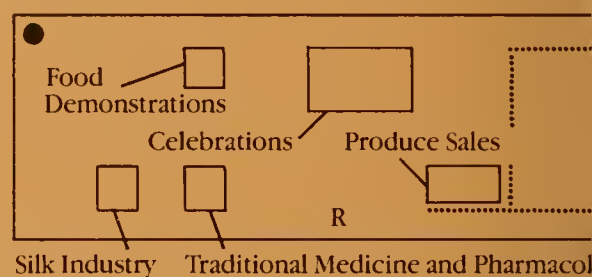 Food
Demonstrations
Celebrations
Produce Sales
R
Silk Industry
Traditional Medicine and Pharmacol